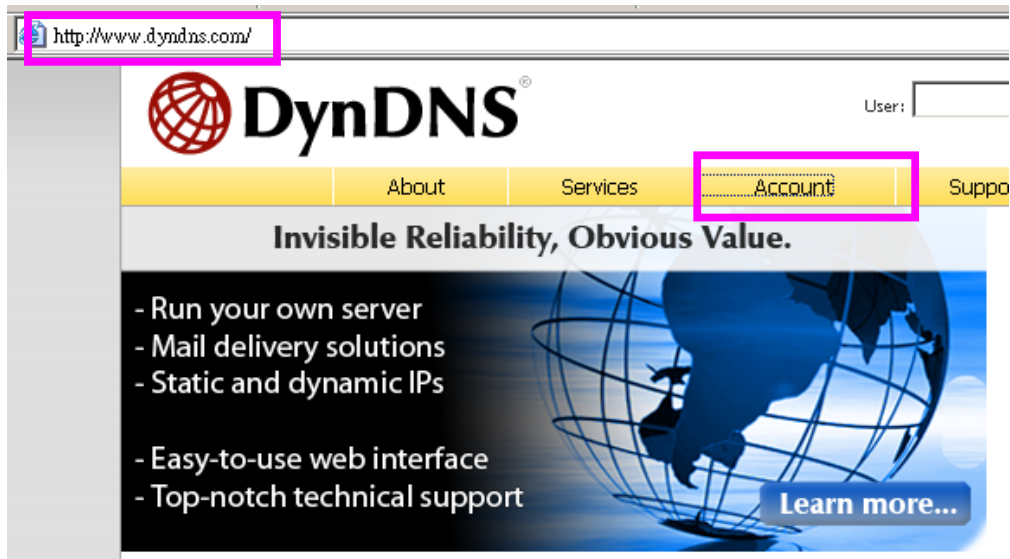 http://www.dyndns.com/
DynDNS®
User:
About Services Account Suppo
Invisible Reliability, Obvious Value.
- Run your own server
- Mail delivery solutions
- Static and dynamic IPs
- Easy-to-use web interface
- Top-notch technical support
Learn more...